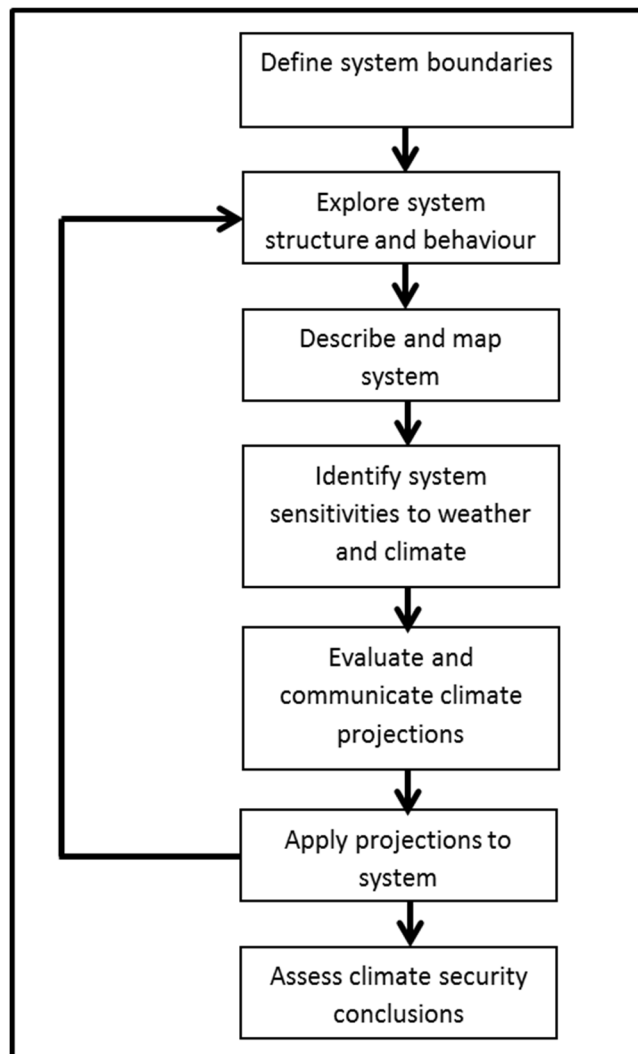 Define system boundaries
Explore system
structure and behaviour
Describe and map
system
Identify system
sensitivities to weather
and climate
Evaluate and
communicate climate
projections
Apply projections to
system
Assess climate security
conclusions